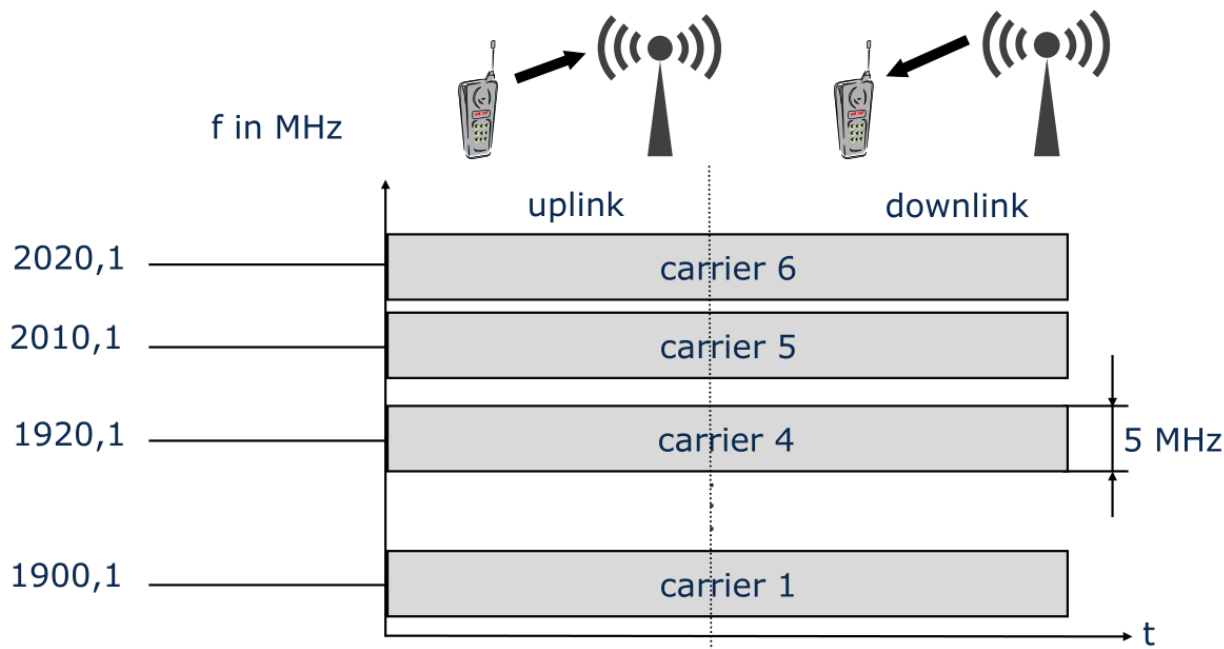 f in MHz
uplink
downlink
2020,1
carrier 6
2010,1
carrier 5
1920,1
carrier 4
5 MHz
1900,1
carrier 1
t